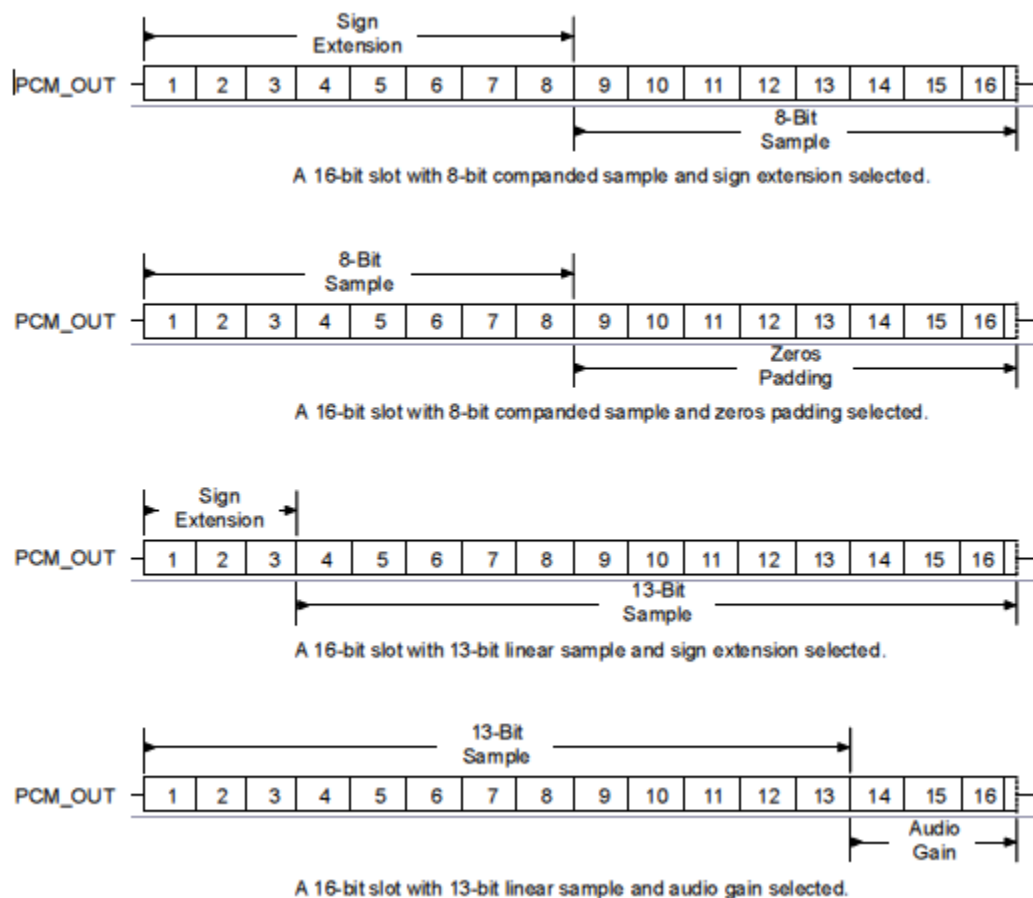 Sign
Extension
PCM_OUT 1 2 3 4 5 6 7 8 9 10 11 12 13 14 15 16
8-Bit
Sample
A 16-bit slot with 8-bit companded sample and sign extension selected.
8-Bit
Sample
PCM_OUT 1 2 3 4 5 6 7 8 9 10 11 12 13 14 15 16
Zeros
Padding
A 16-bit slot with 8-bit companded sample and zeros padding selected.
Sign
Extension
PCM_OUT 1 2 3 4 5 6 7 8 9 10 11 12 13 14 15 16
13-Bit
Sample
A 16-bit slot with 13-bit linear sample and sign extension selected.
13-Bit
Sample
PCM_OUT 1 2 3 4 5 6 7 8 9 10 11 12 13 14 15 16
Audio
Gain
A 16-bit slot with 13-bit linear sample and audio gain selected.